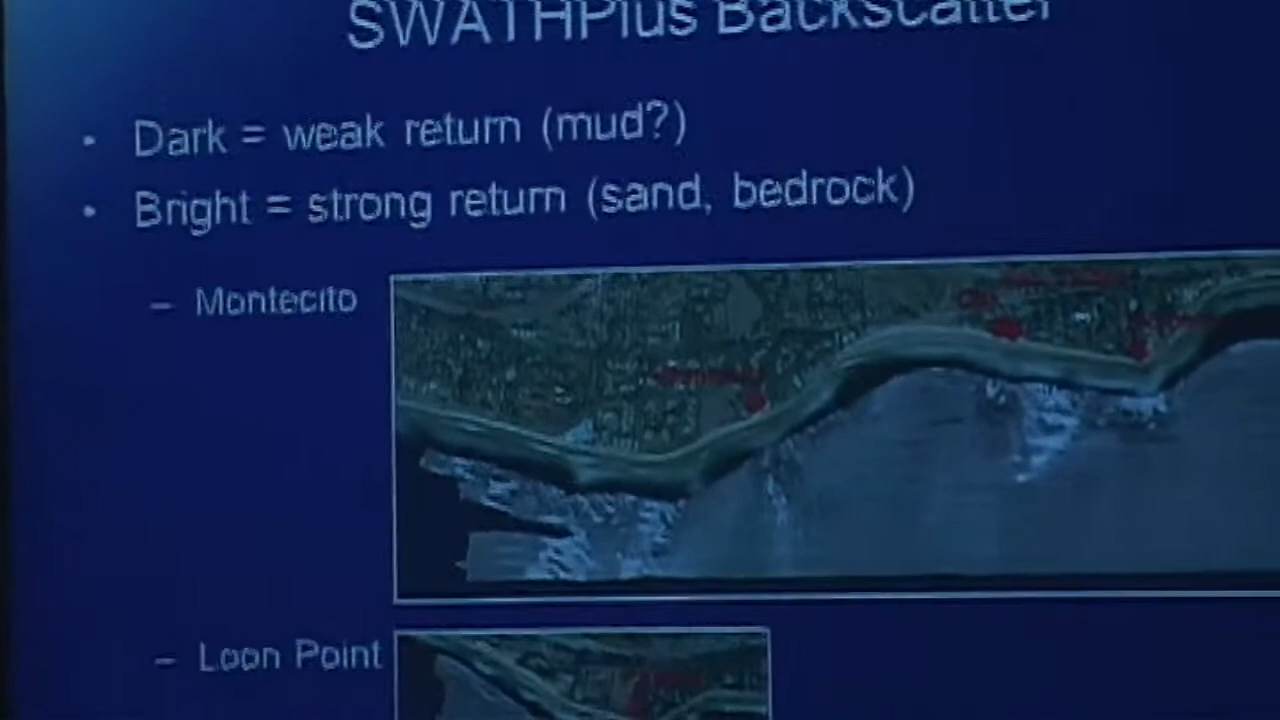 SWATHPlus Backscatter
• Dark = weak return (mud?)
• Bright = strong return (sand, bedrock)
– Montecito
– Loon Point